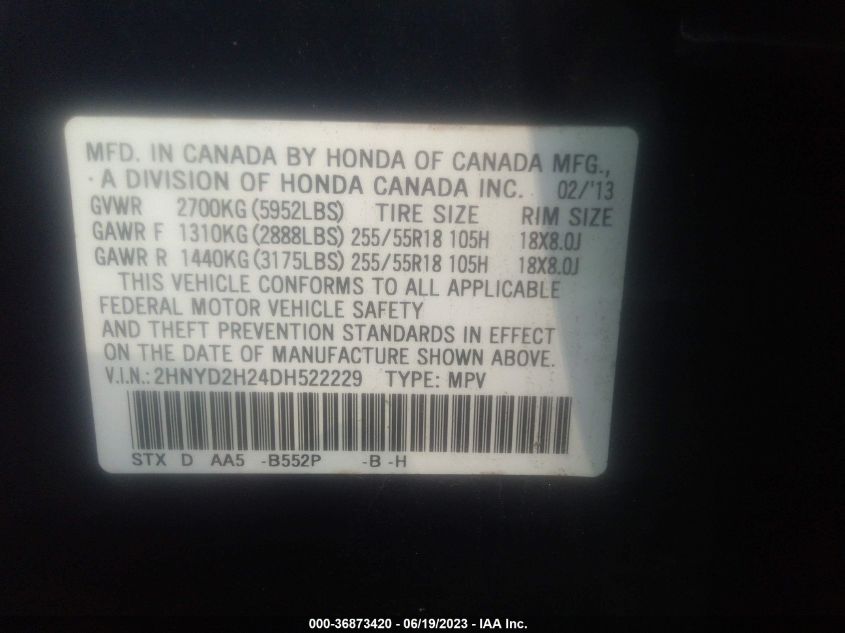 MFD. IN CANADA BY HONDA OF CANADA MFG.,
A DIVISION OF HONDA CANADA INC. 02/'13
GVWR 2700KG (5952LBS) TIRE SIZE RIM SIZE
GAWR F 1310KG (2888LBS) 255/55R18 105H 18X8.0J
GAWR R 1440KG (3175LBS) 255/55R18 105H 18X8.0J
THIS VEHICLE CONFORMS TO ALL APPLICABLE
FEDERAL MOTOR VEHICLE SAFETY
AND THEFT PREVENTION STANDARDS IN EFFECT
ON THE DATE OF MANUFACTURE SHOWN ABOVE.
V.I.N.: 2HNYD2H24DH522229 TYPE: MPV
STX D AA5 -B552P -B -H
000-36873420 - 06/19/2023 - IAA Inc.